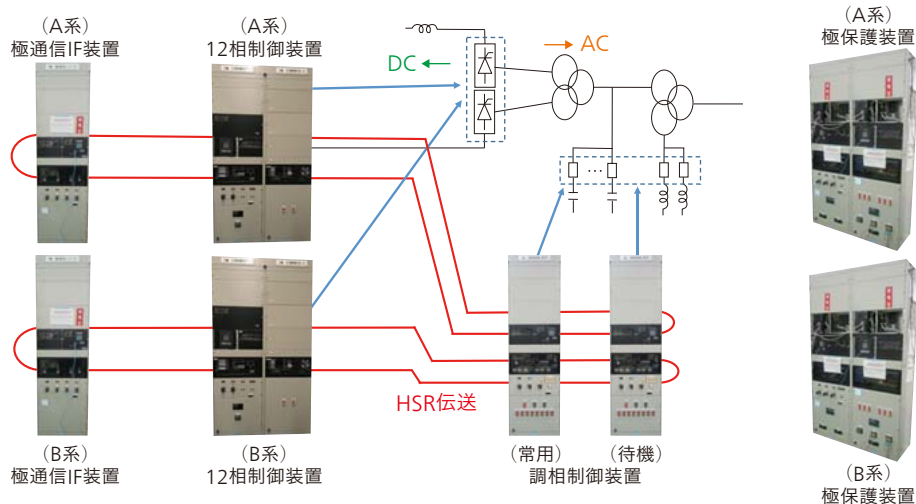 （A系）
極通信IF装置
（A系）
12相制御装置
DC
AC
（A系）
極保護装置
HSR伝送
（B系）
極通信IF装置
（B系）
12相制御装置
（常用）
（待機）
調相制御装置
（B系）
極保護装置